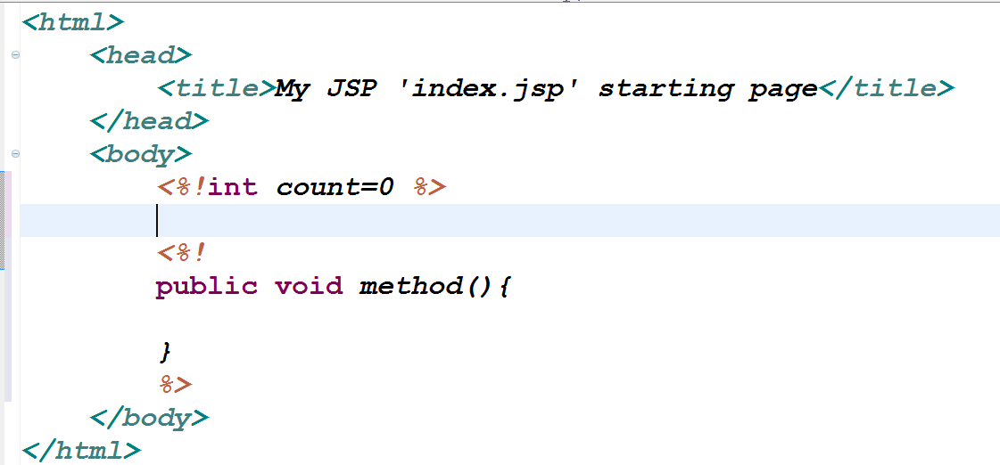 <html>
<head>
<title>My JSP 'index.jsp' starting page</title>
</head>
<body>
<%!int count=0 %>
<%!
public void method(){
}
%>
</body>
</html>